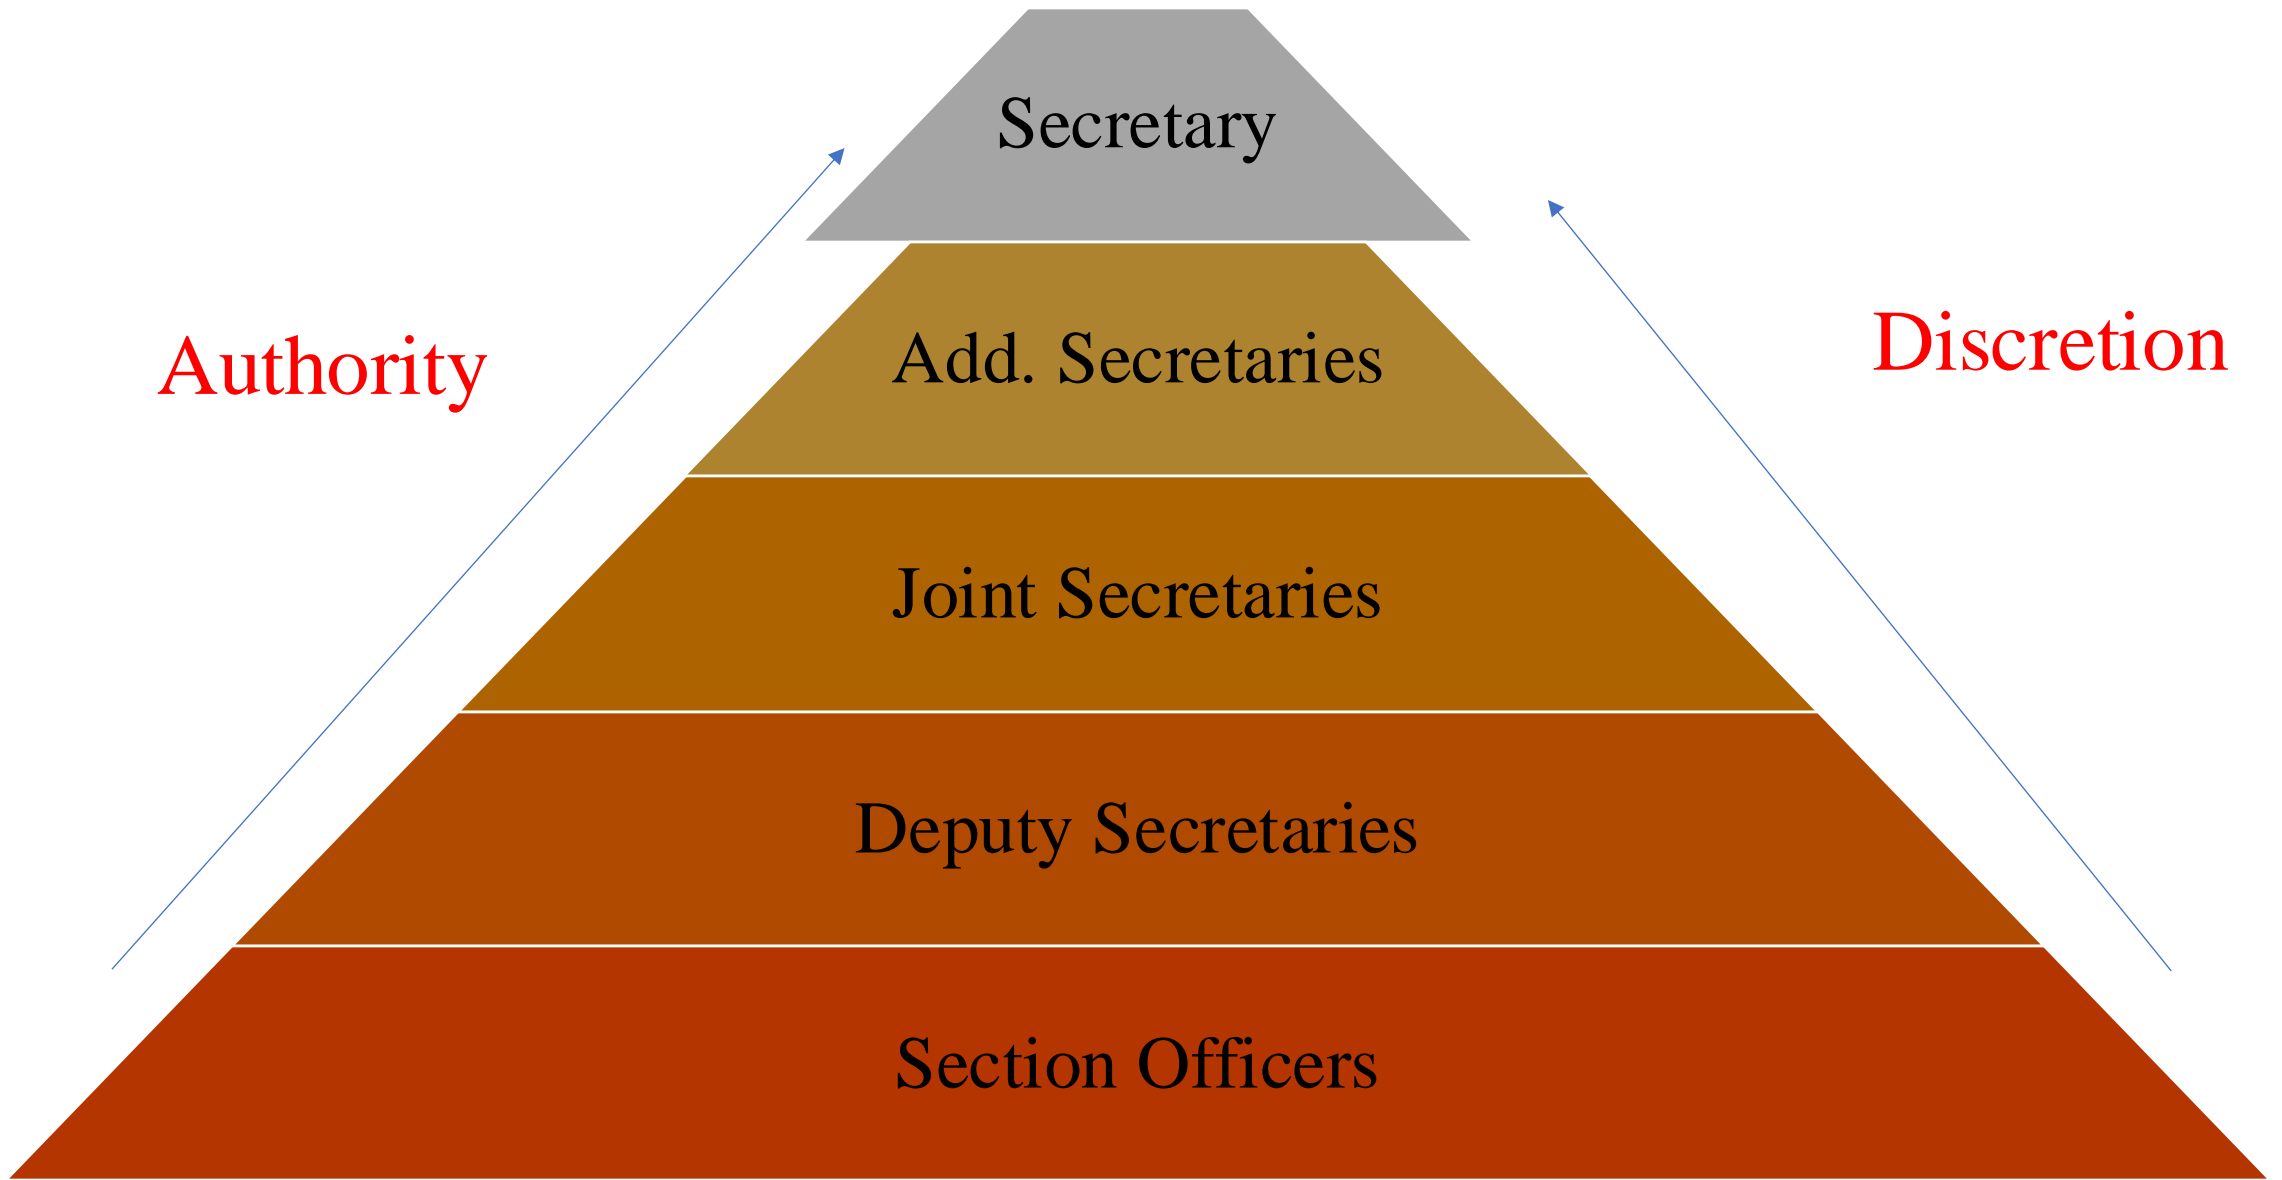 Secretary
Authority
Discretion
Add. Secretaries
Joint Secretaries
Deputy Secretaries
Section Officers